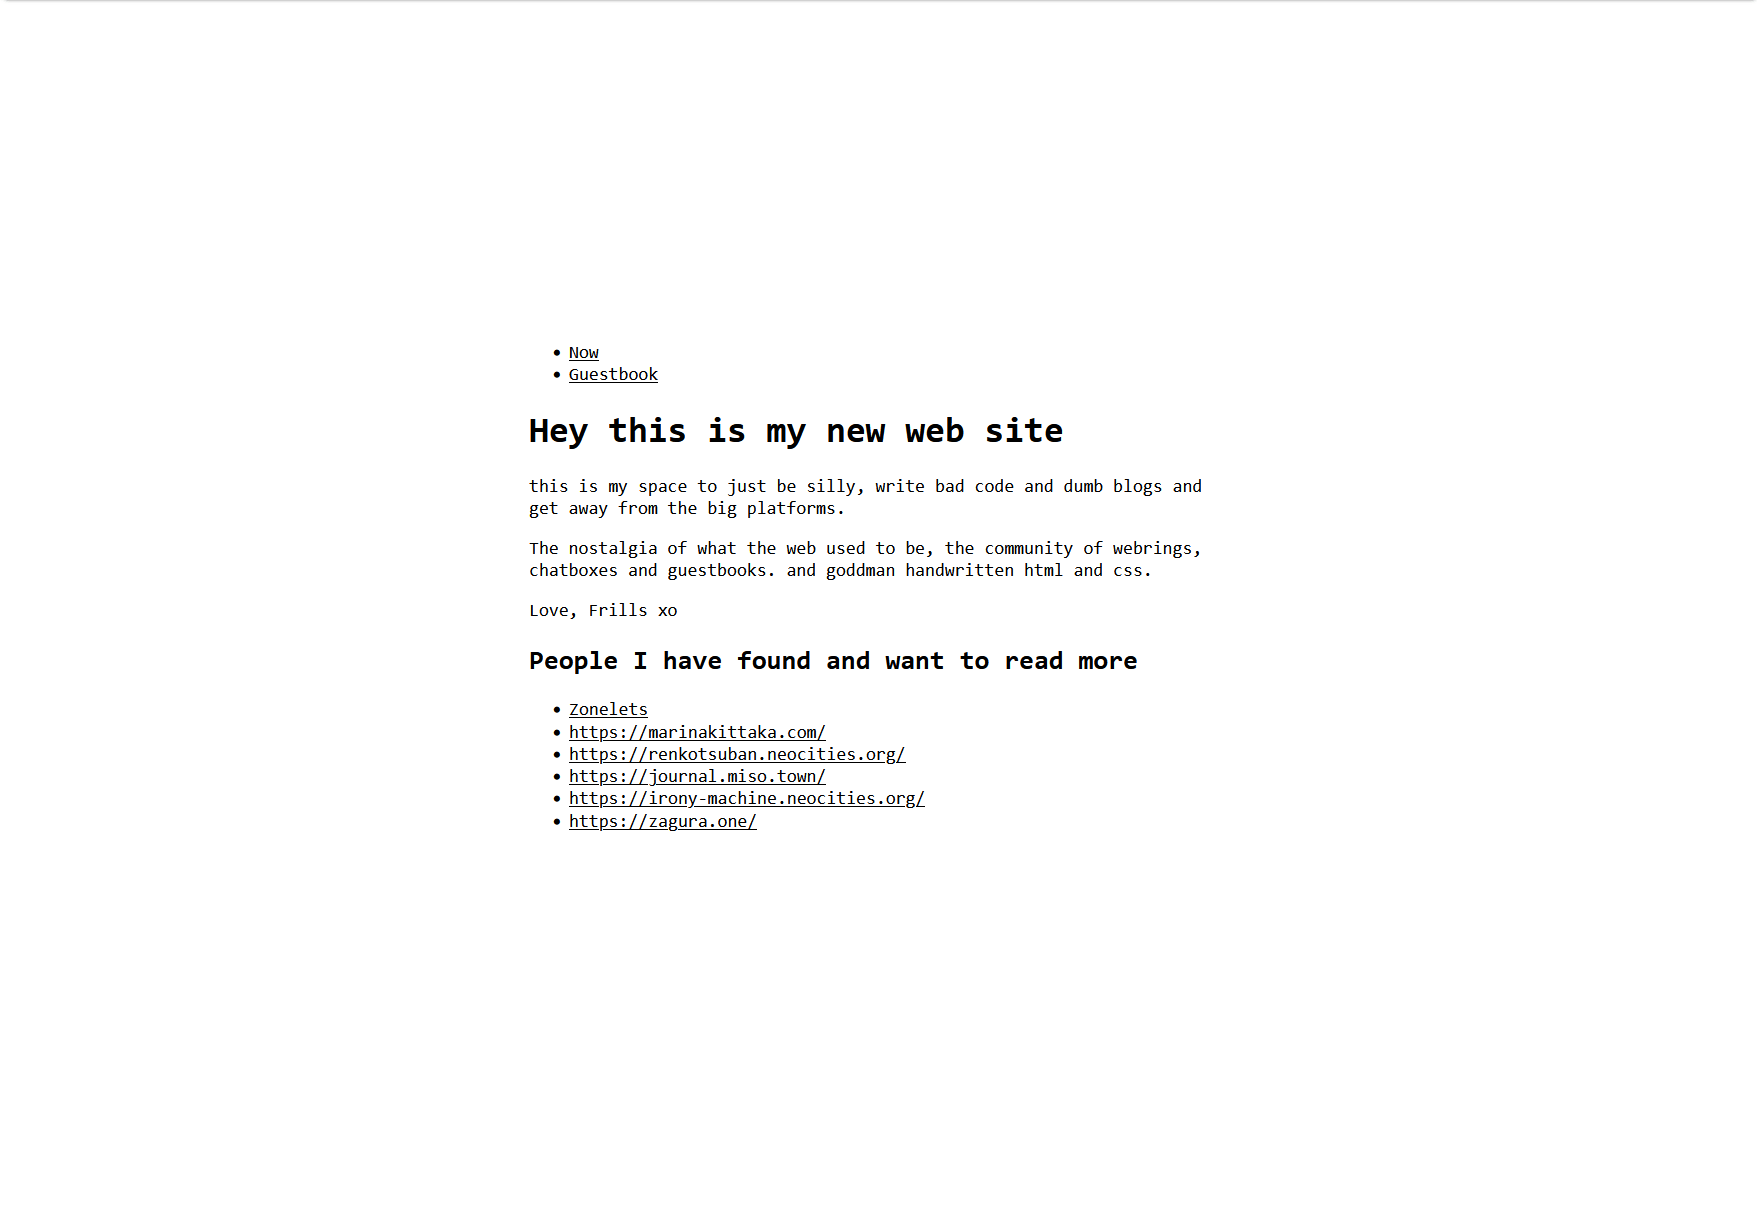 Now
Guestbook
Hey this is my new web site
this is my space to just be silly, write bad code and dumb blogs and
get away from the big platforms.
The nostalgia of what the web used to be, the community of webrings,
chatboxes and guestbooks. and goddman handwritten html and css.
Love, Frills xo
People I have found and want to read more
Zonelets
https://marinakittaka.com/
https://renkotsuban.neocities.org/
https://journal.miso.town/
https://irony-machine.neocities.org/
https://zagura.one/